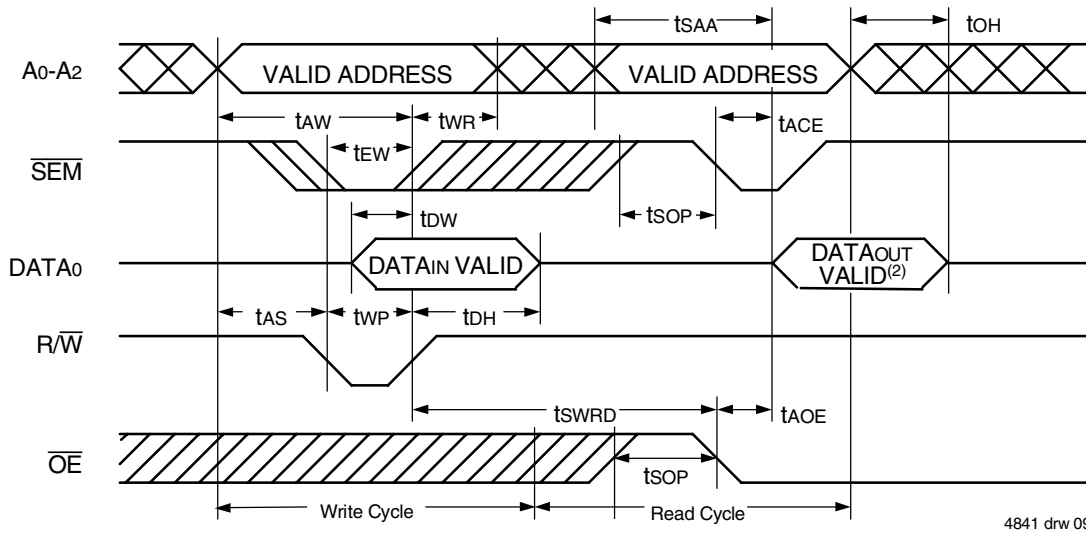 tSAA
tOH
A0-A2
VALID ADDRESS
VALID ADDRESS
tAW
tWR
tACE
tEW
SEM
tSOP
tDW
DATA0
DATAIN VALID
DATAOUT
VALID(2)
tAS
tWP
tDH
R/W
tSWRD
tAOE
OE
tSOP
Write Cycle
Read Cycle
4841 drw 09